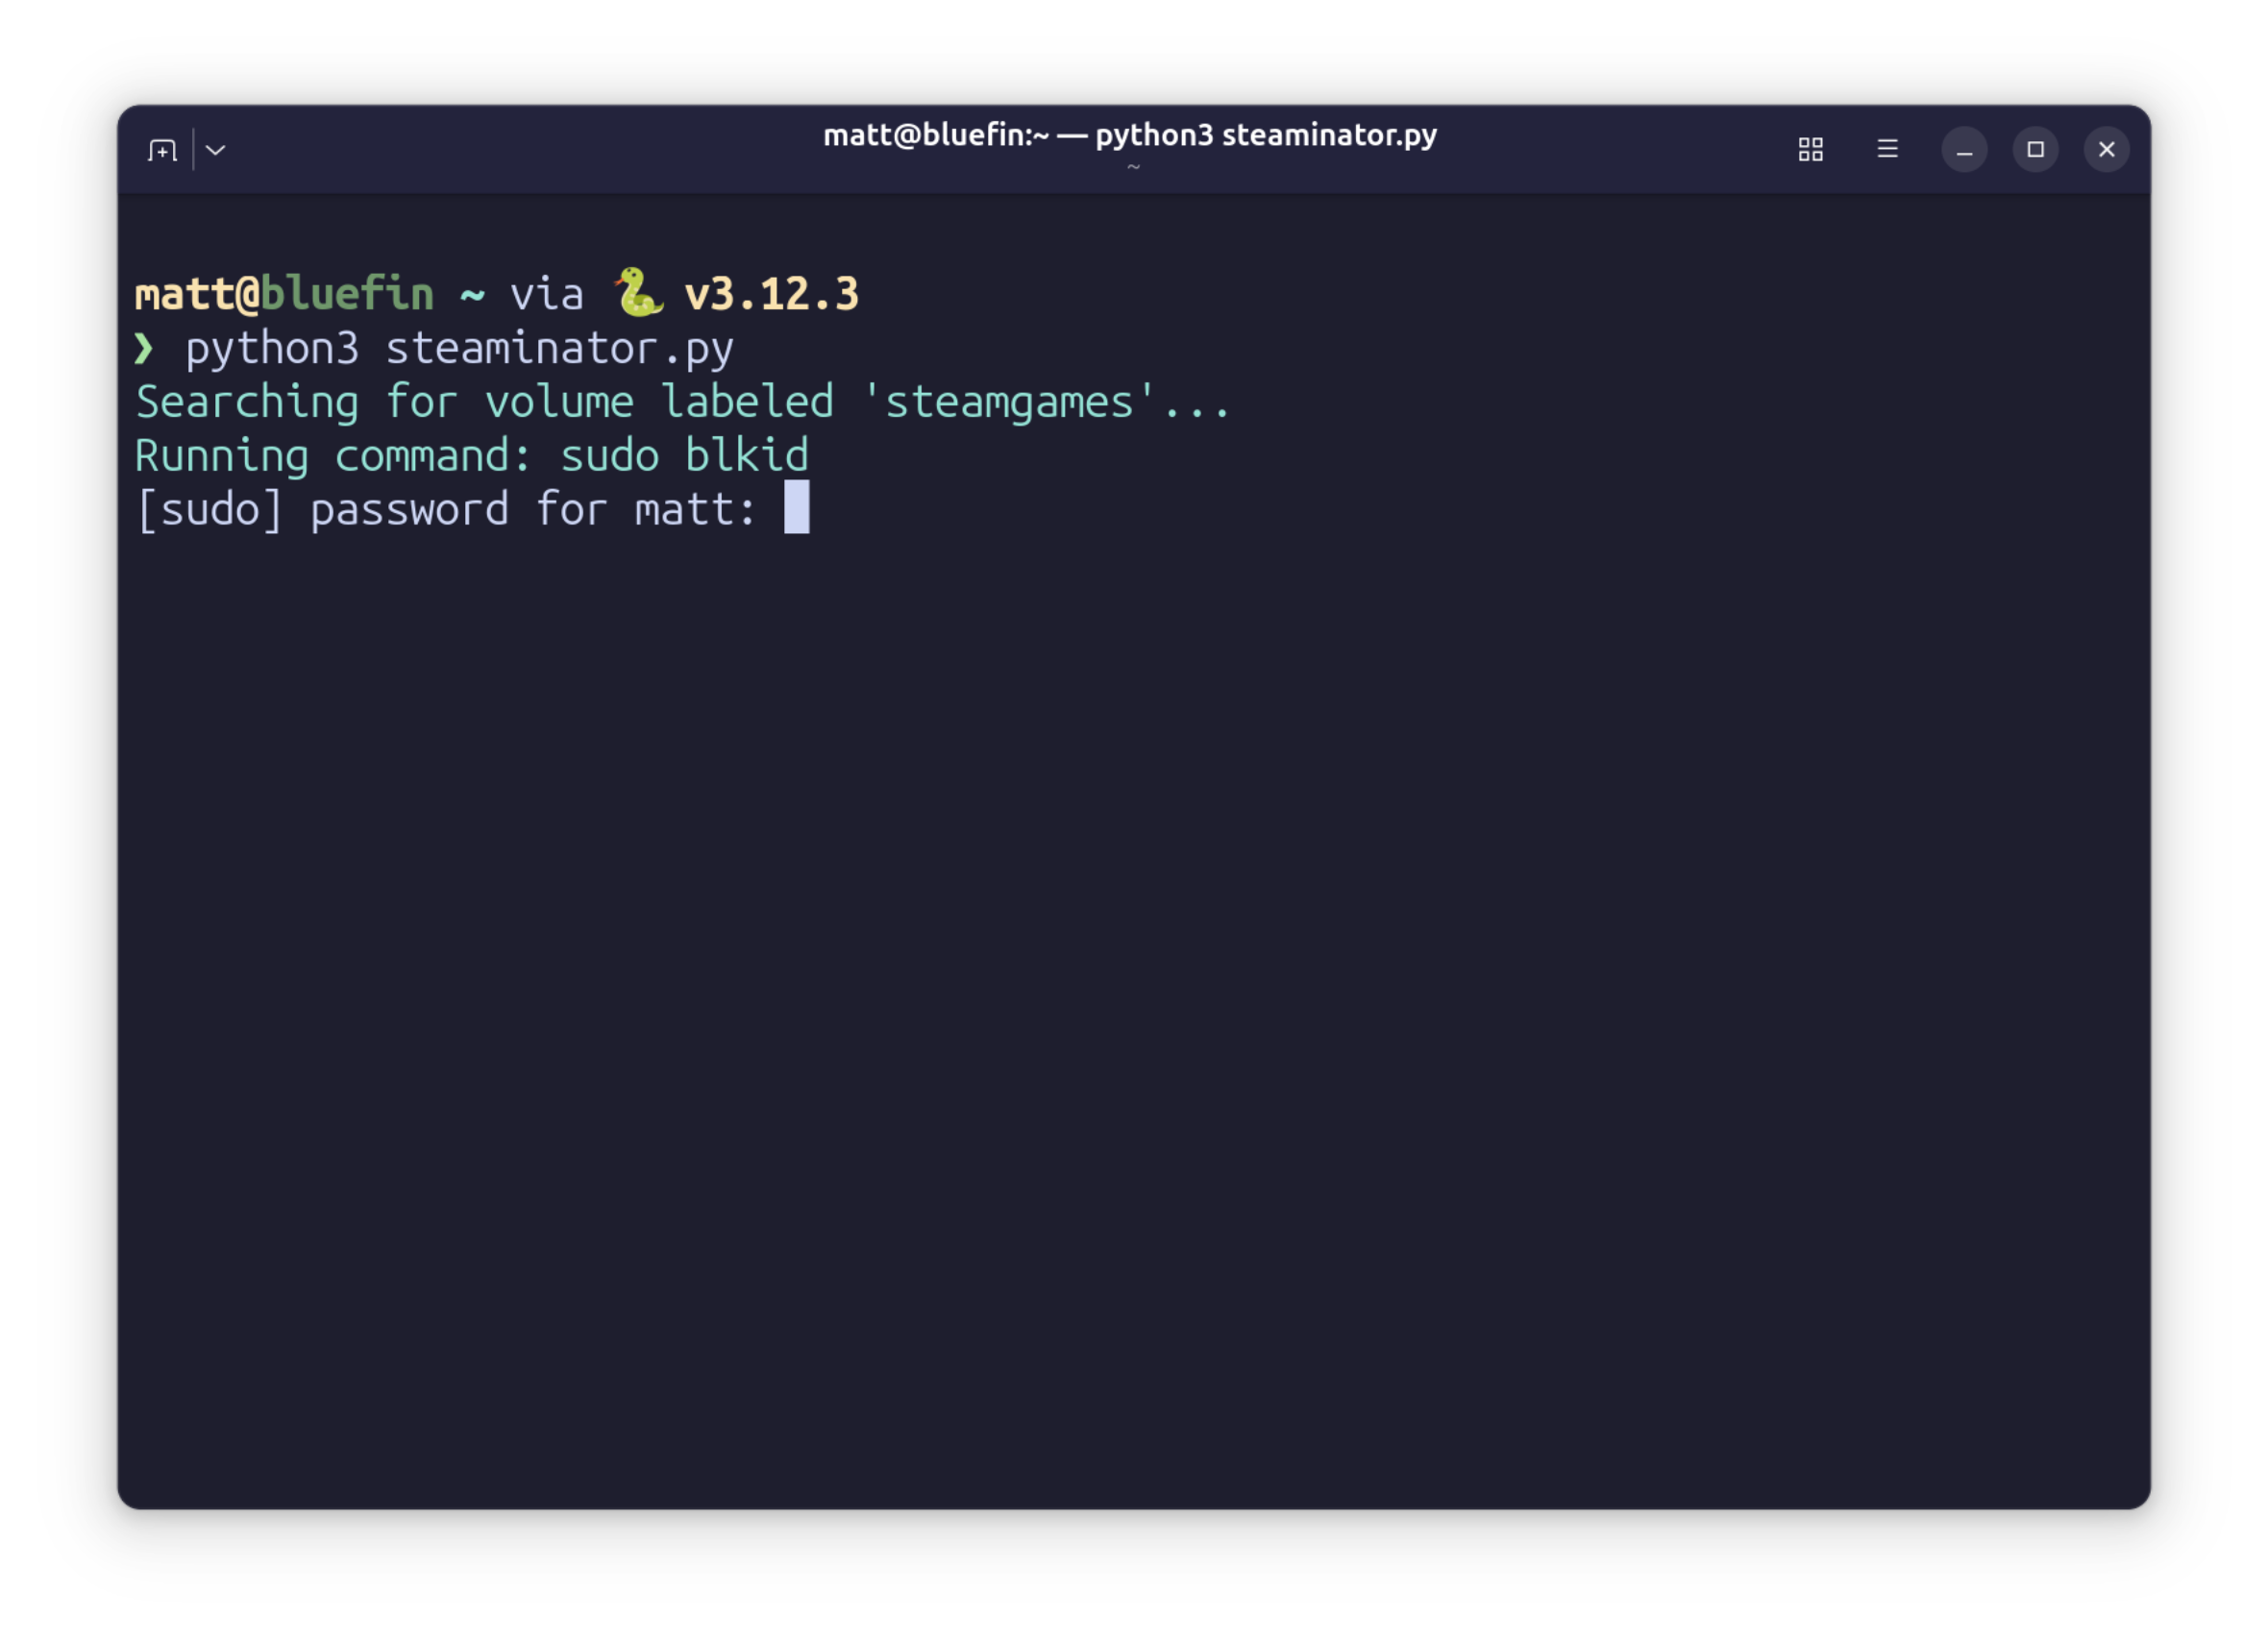 matt@bluefin:~ — python3 steaminator.py
~
matt@bluefin ~ via 🐍 v3.12.3
❯ python3 steaminator.py
Searching for volume labeled 'steamgames'...
Running command: sudo blkid
[sudo] password for matt: